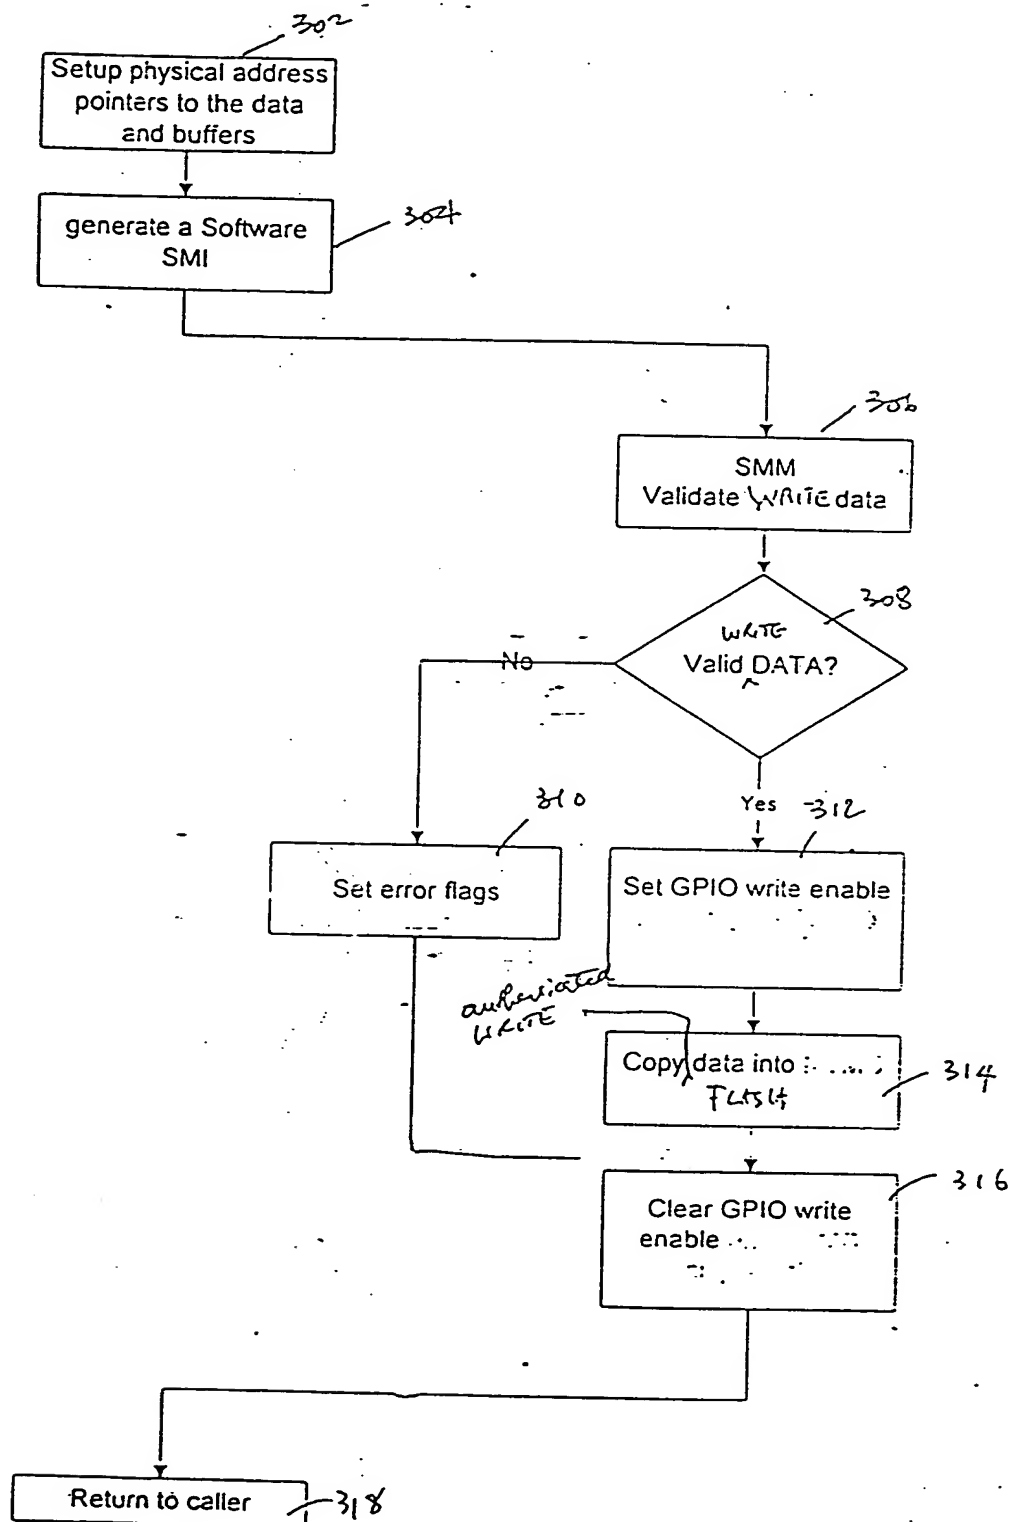 302
Setup physical address
pointers to the data
and buffers
generate a Software
SMI
304
306
SMM
Validate WRITE data
308
WRITE
Valid DATA?
No
Yes
310
312
Set error flags
Set GPIO write enable
WRITE
Copy data into
FLASH
314
316
Clear GPIO write
enable
Return to caller
318